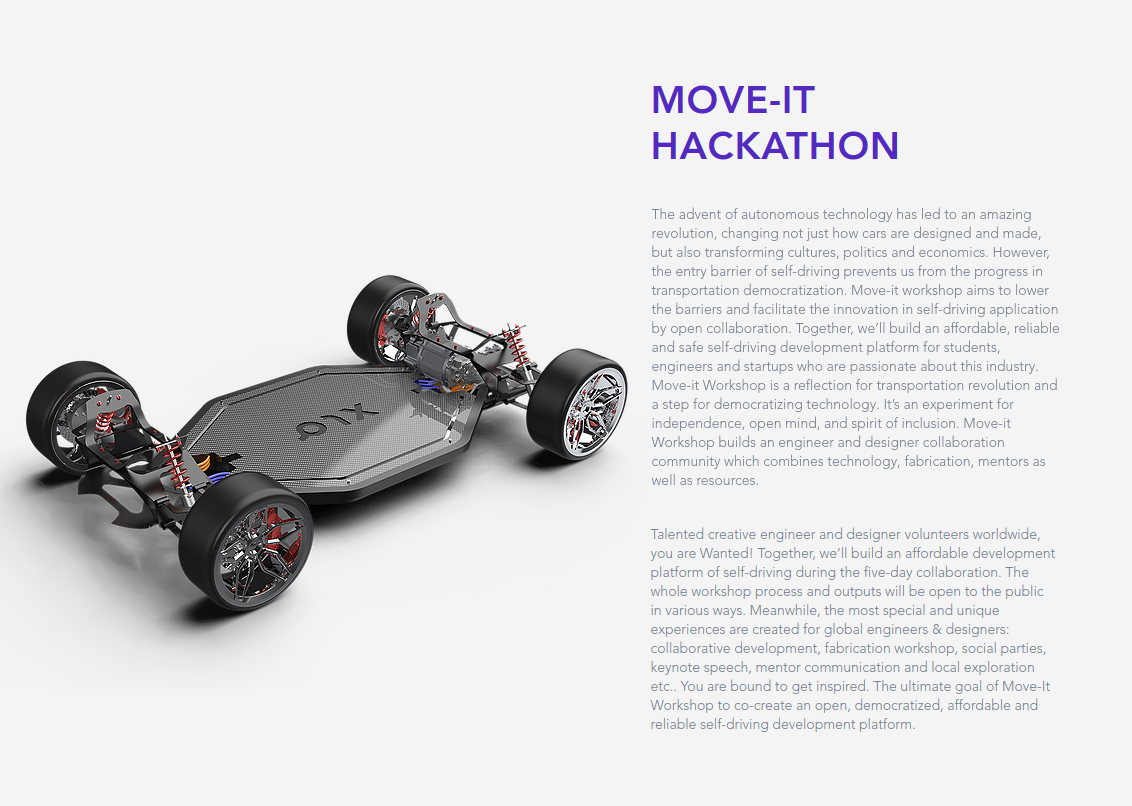 MOVE-IT
HACKATHON
The advent of autonomous technology has led to an amazing
revolution, changing not just how cars are designed and made,
but also transforming cultures, politics and economics. However,
the entry barrier of self-driving prevents us from the progress in
transportation democratization. Move-it workshop aims to lower
the barriers and facilitate the innovation in self-driving application
by open collaboration. Together, we’ll build an affordable, reliable
and safe self-driving development platform for students,
engineers and startups who are passionate about this industry.
Move-it Workshop is a reflection for transportation revolution and
a step for democratizing technology. It’s an experiment for
independence, open mind, and spirit of inclusion. Move-it
Workshop builds an engineer and designer collaboration
community which combines technology, fabrication, mentors as
well as resources.
Talented creative engineer and designer volunteers worldwide,
you are Wanted! Together, we’ll build an affordable development
platform of self-driving during the five-day collaboration. The
whole workshop process and outputs will be open to the public
in various ways. Meanwhile, the most special and unique
experiences are created for global engineers & designers:
collaborative development, fabrication workshop, social parties,
keynote speech, mentor communication and local exploration
etc.. You are bound to get inspired. The ultimate goal of Move-It
Workshop to co-create an open, democratized, affordable and
reliable self-driving development platform.
PIX